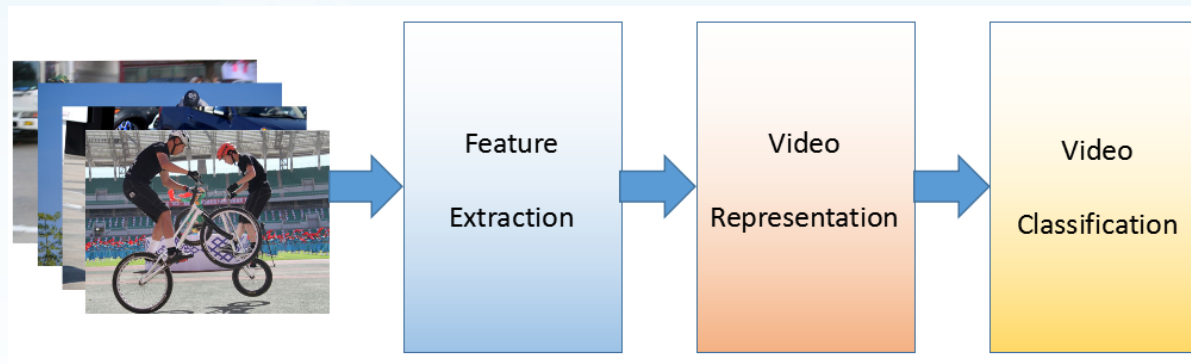 Feature
Extraction
Video
Representation
Video
Classification